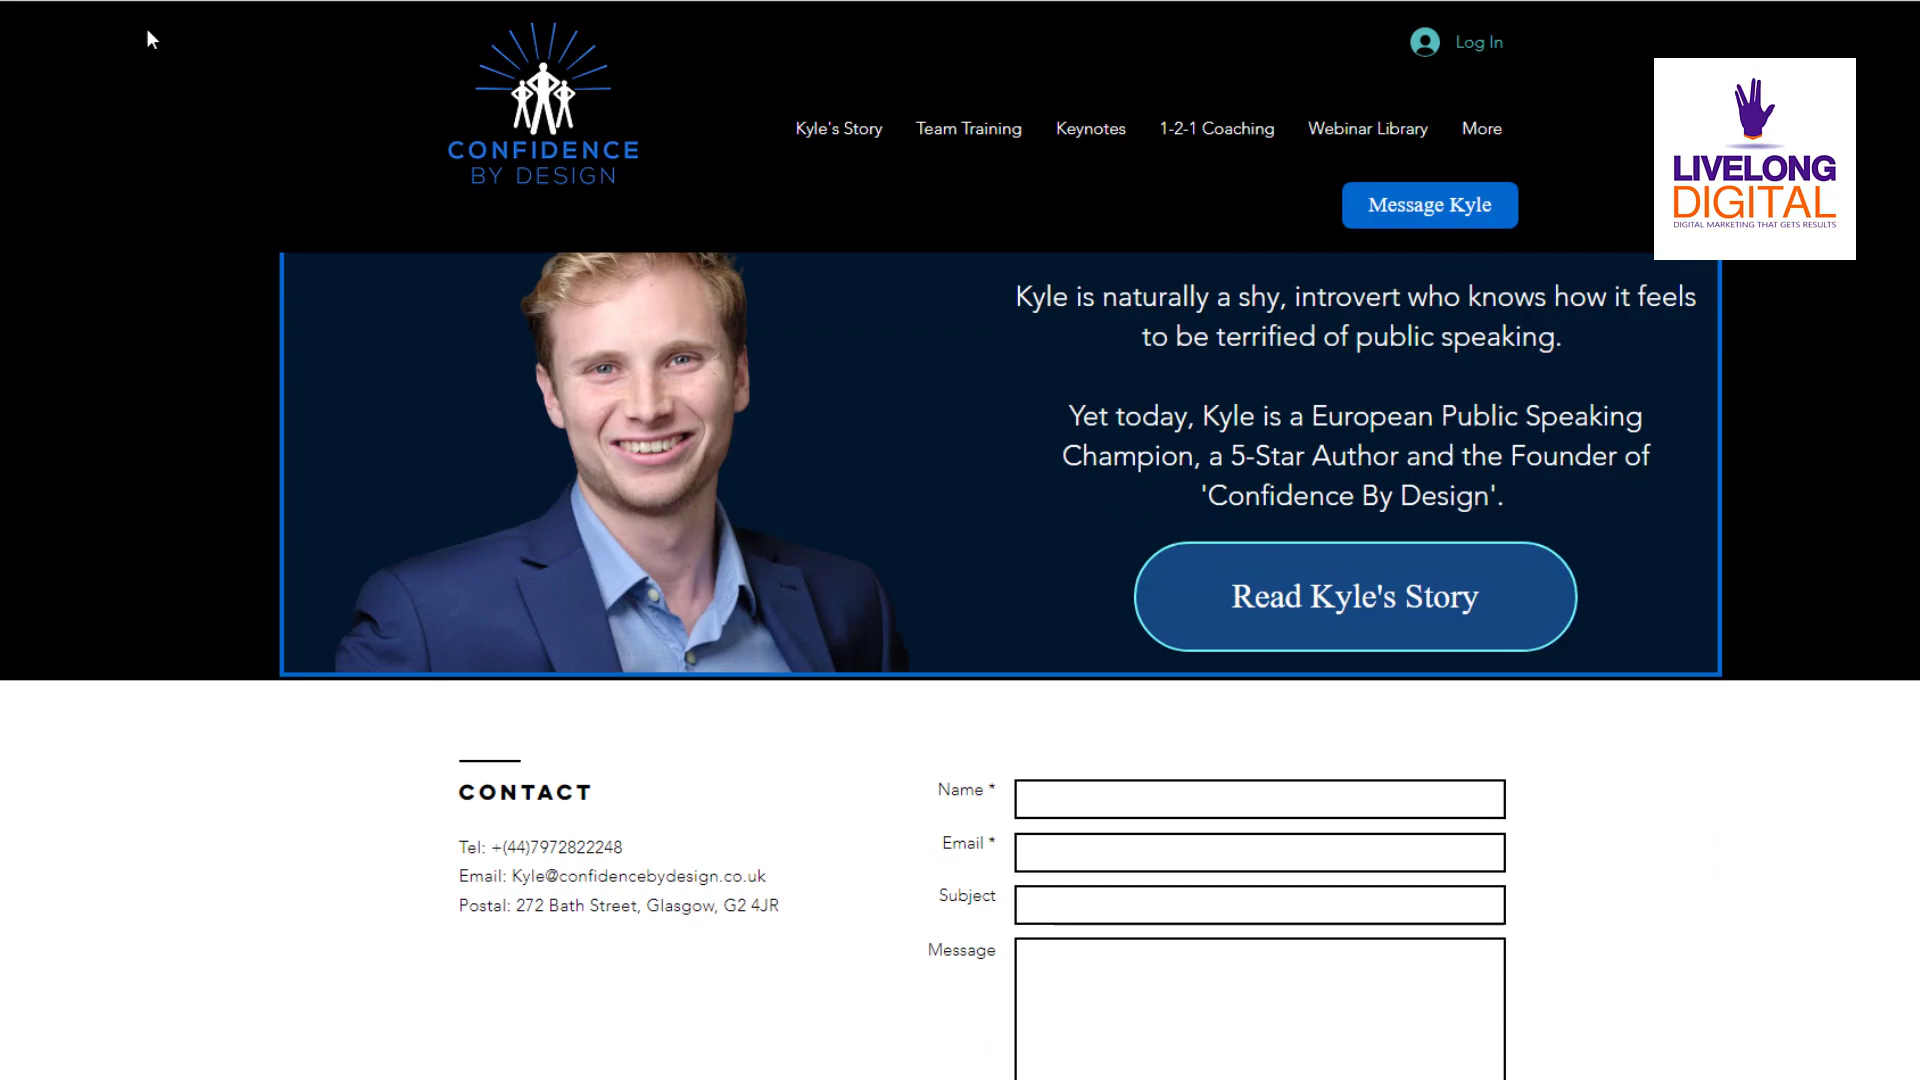 Log In
CONFIDENCE
BY DESIGN
Kyle's Story
Team Training
Keynotes
1-2-1 Coaching
Webinar Library
More
Message Kyle
LIVELONG
DIGITAL
DIGITAL MARKETING THAT GETS RESULTS
Kyle is naturally a shy, introvert who knows how it feels
to be terrified of public speaking.
Yet today, Kyle is a European Public Speaking
Champion, a 5-Star Author and the Founder of
'Confidence By Design'.
Read Kyle's Story
CONTACT
Tel: +(44)7972822248
Email: Kyle@confidencebydesign.co.uk
Postal: 272 Bath Street, Glasgow, G2 4JR
Name *
Email *
Subject
Message